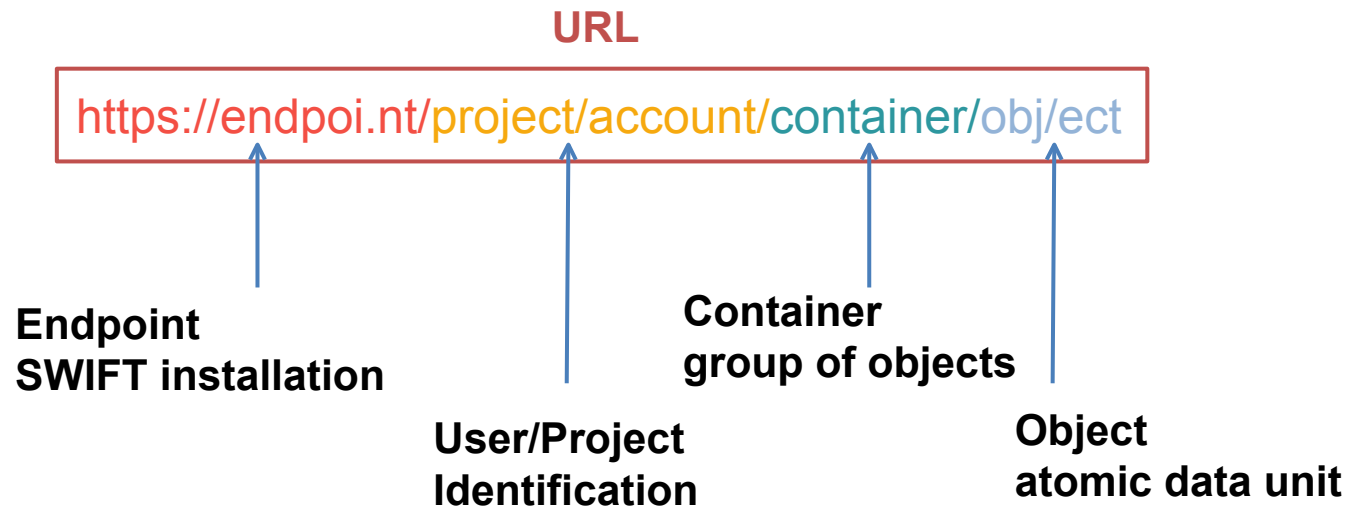 URL
https://endpoi.nt/project/account/container/obj/ect
Endpoint
SWIFT installation
User/Project
Identification
Container
group of objects
Object
atomic data unit